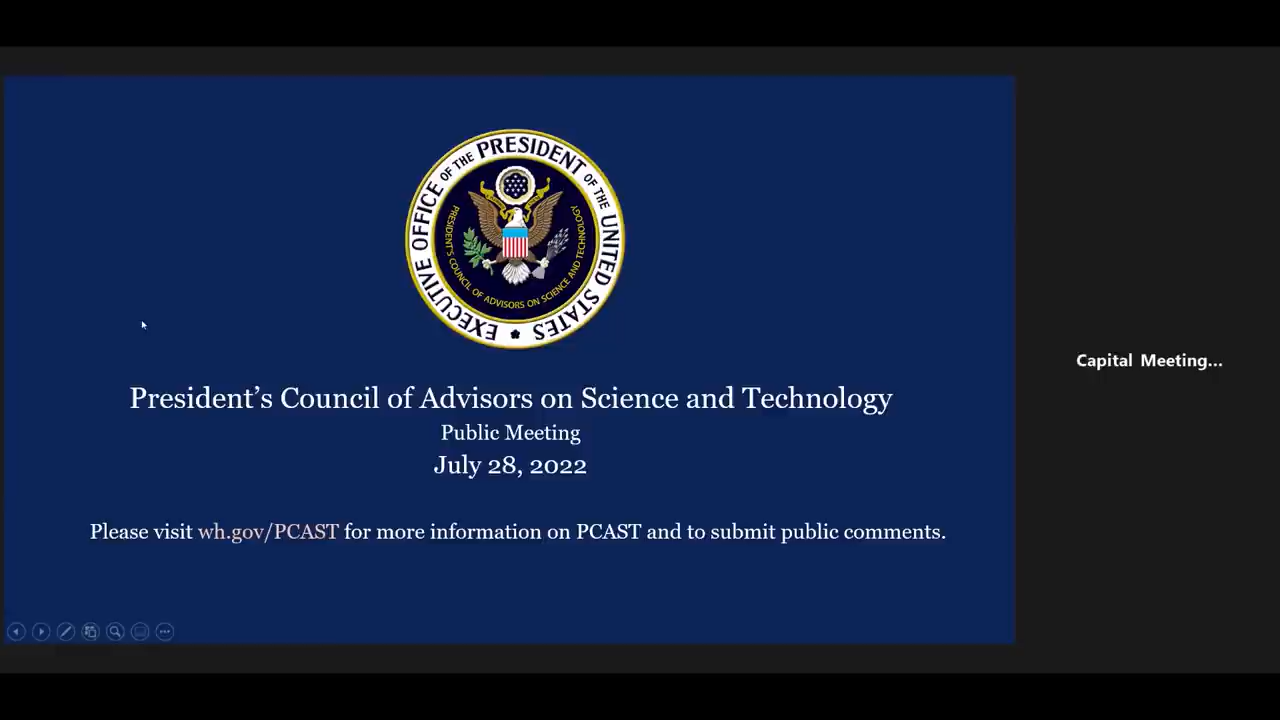 EXECUTIVE OFFICE OF THE PRESIDENT OF THE UNITED STATES
PRESIDENT'S COUNCIL OF ADVISORS ON SCIENCE AND TECHNOLOGY
President's Council of Advisors on Science and Technology
Public Meeting
July 28, 2022
Please visit wh.gov/PCAST for more information on PCAST and to submit public comments.
Capital Meeting...